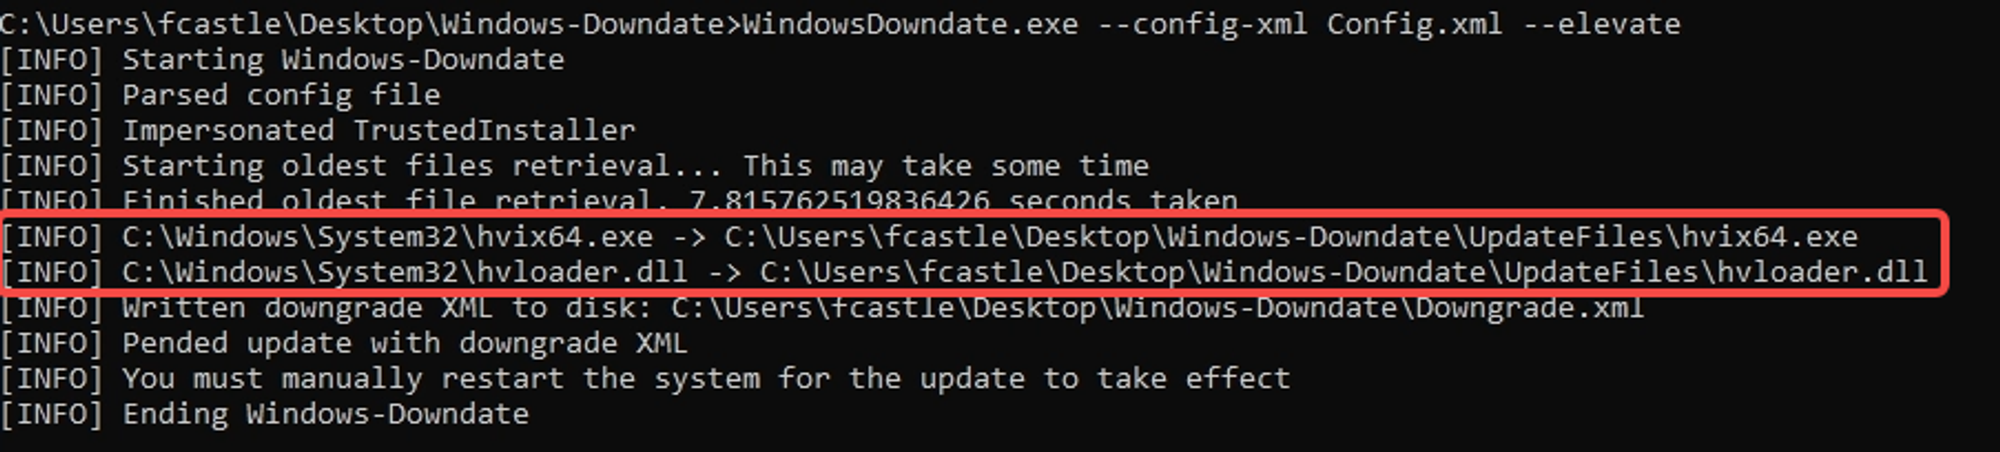 C:\Users\fcastle\Desktop\Windows-Downdate>WindowsDowndate.exe --config-xml Config.xml --elevate
[INFO] Starting Windows-Downdate
[INFO] Parsed config file
[INFO] Impersonated TrustedInstaller
[INFO] Starting oldest files retrieval... This may take some time
[INFO] Finished oldest file retrieval. 7.815762519836426 seconds taken
[INFO] C:\Windows\System32\hvix64.exe -> C:\Users\fcastle\Desktop\Windows-Downdate\UpdateFiles\hvix64.exe
[INFO] C:\Windows\System32\hvloader.dll -> C:\Users\fcastle\Desktop\Windows-Downdate\UpdateFiles\hvloader.dll
[INFO] Written downgrade XML to disk: C:\Users\fcastle\Desktop\Windows-Downdate\Downgrade.xml
[INFO] Pended update with downgrade XML
[INFO] You must manually restart the system for the update to take effect
[INFO] Ending Windows-Downdate